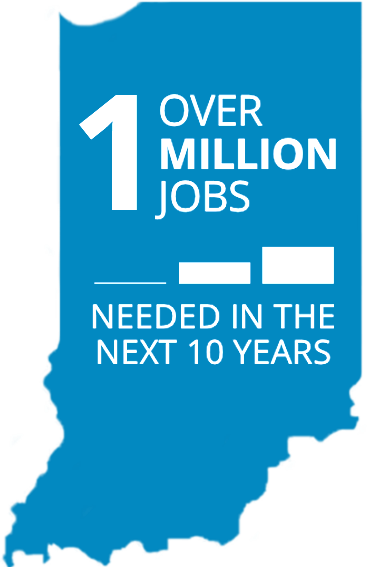 1 OVER
MILLION
JOBS
NEEDED IN THE
NEXT 10 YEARS